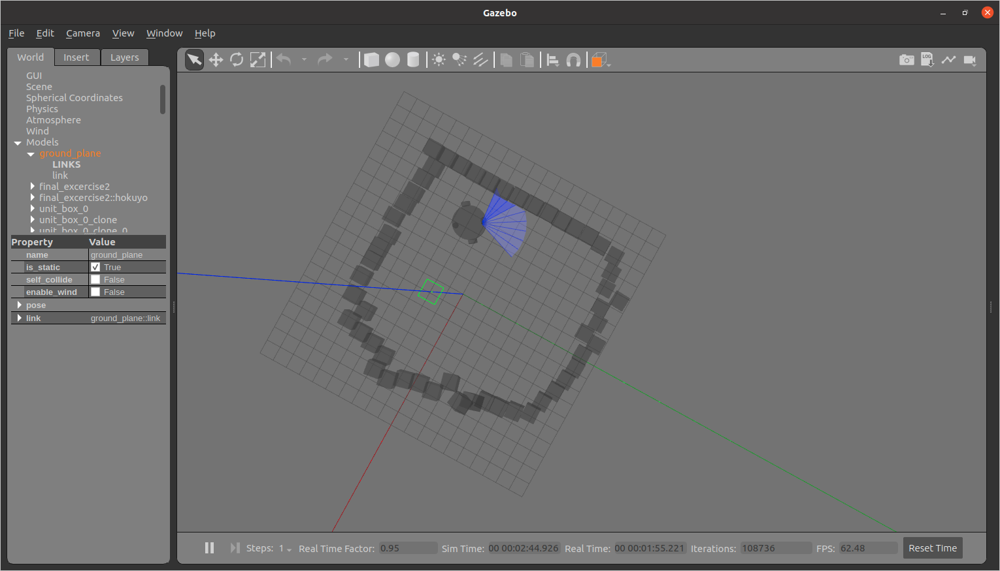 Gazebo
File Edit Camera View Window Help
World Insert Layers
LOG
GUI
Scene
Spherical Coordinates
Physics
Atmosphere
Wind
Models
ground_plane
LINKS
link
final_excercise2
final_excercise2::hokuyo
unit_box_0
unit_box_0_clone
unit_box_0_clone_0
Property Value
name ground_plane
is_static True
self_collide False
enable_wind False
pose
link ground_plane::link
Steps: 1 Real Time Factor: 0.95 Sim Time: 00 00:02:44.926 Real Time: 00 00:01:55.221 Iterations: 108736 FPS: 62.48 Reset Time